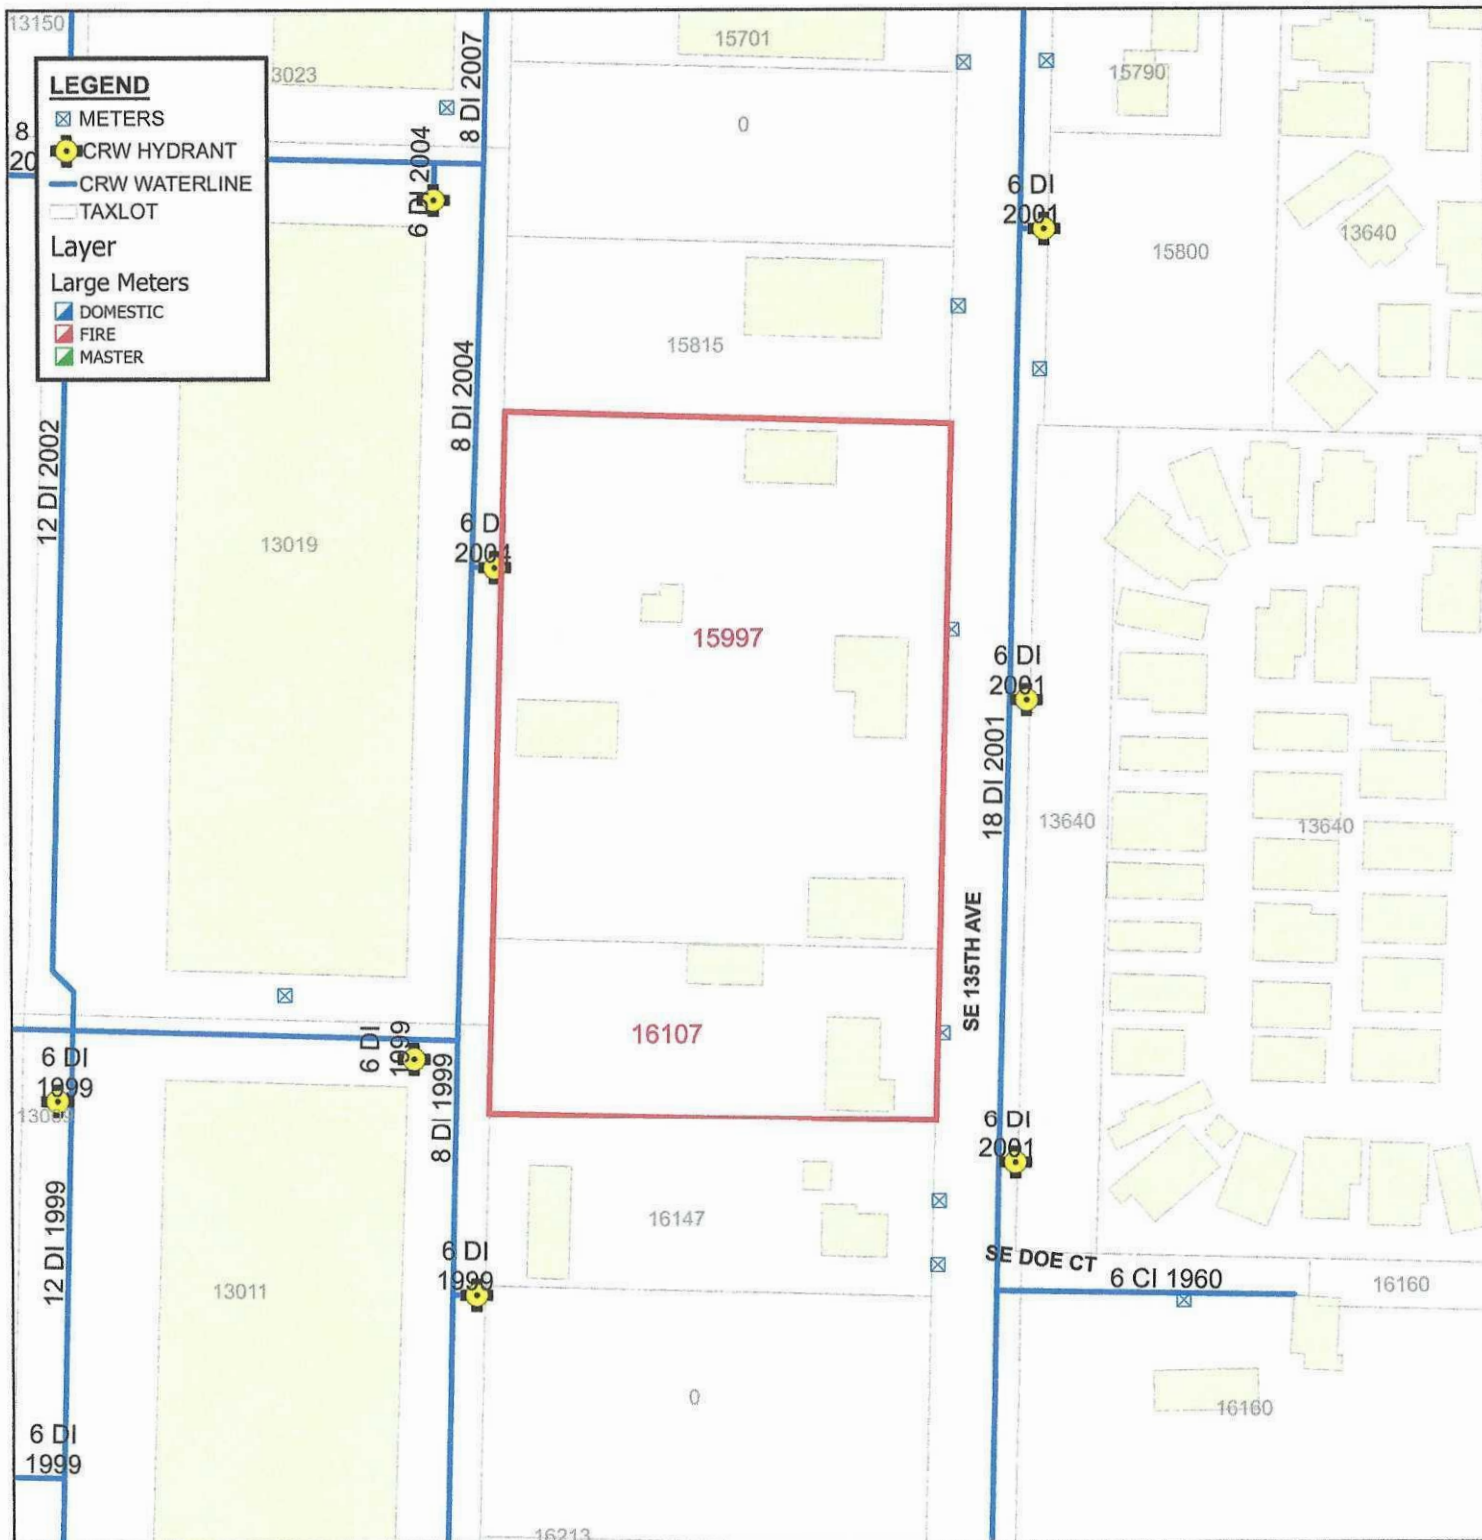 13150
LEGEND
METERS
CRW HYDRANT
CRW WATERLINE
TAXLOT
Layer
Large Meters
DOMESTIC
FIRE
MASTER
8
20
8 DI 2007
15701
15790
0
6 DI 2004
6 DI
2001
13640
15800
15815
8 DI 2004
12 DI 2002
13019
6 DI
2004
15997
6 DI
2001
18 DI 2001
13640
13640
SE 135TH AVE
16107
6 DI
1999
6 DI
1999
8 DI 1999
6 DI
2001
16147
12 DI 1999
13011
6 DI
1999
SE DOE CT
6 CI 1960
16160
0
16160
6 DI
1999
16213